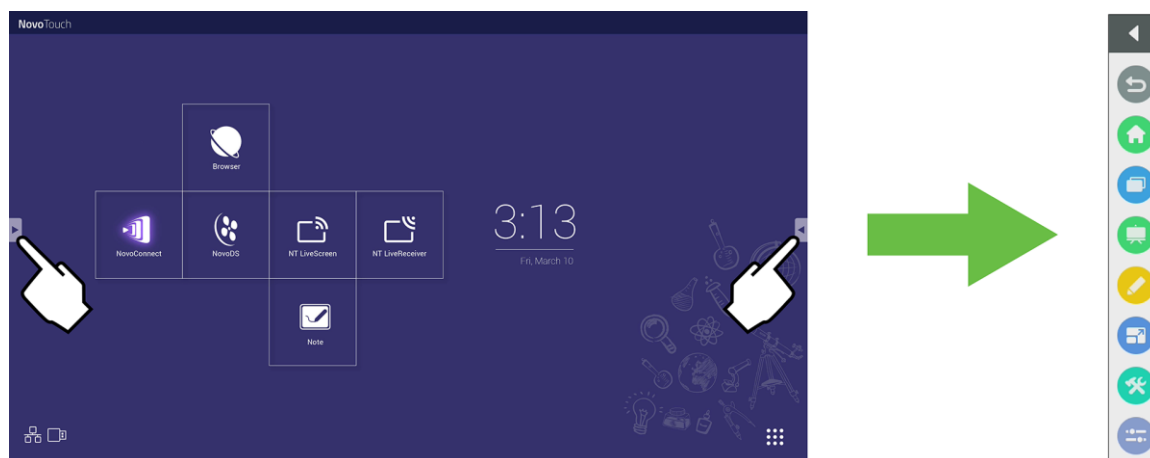 NovoTouch
Browser
NovoConnect
NovoDS
NT LiveScreen
NT LiveReceiver
3:13
Fri, March 10
Note